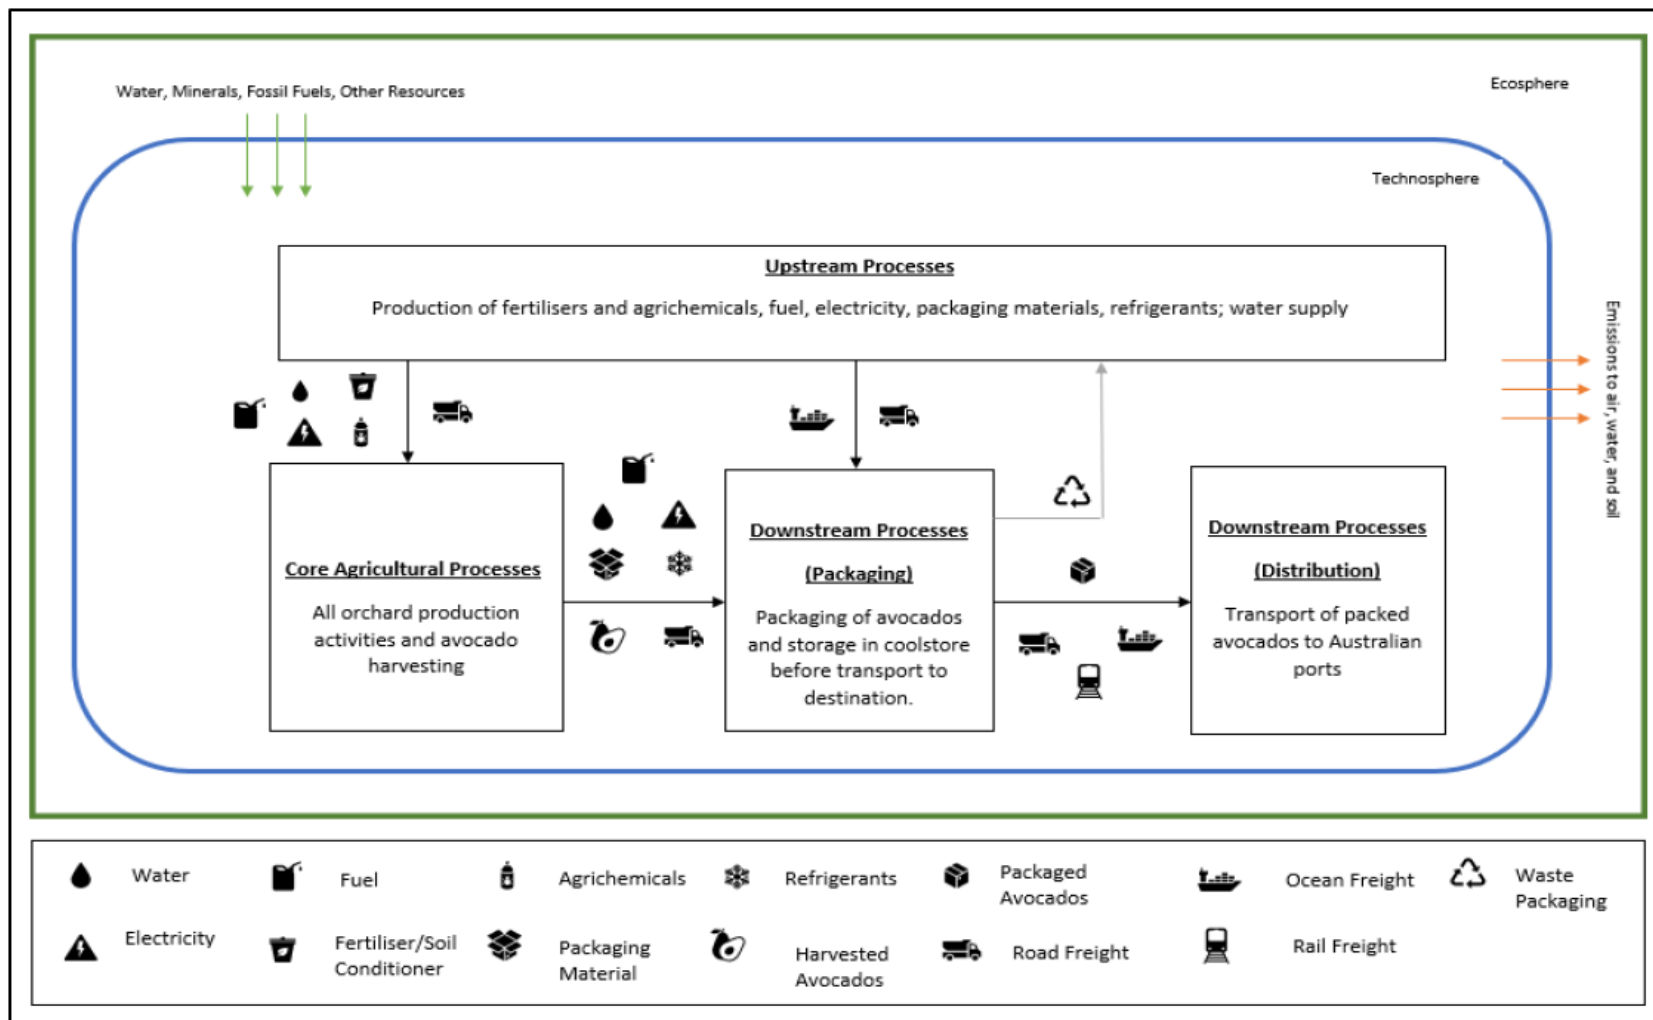 Water, Minerals, Fossil Fuels, Other Resources
Ecosphere
Technosphere
Upstream Processes
Production of fertilisers and agrichemicals, fuel, electricity, packaging materials, refrigerants; water supply
Emissions to air, water, and soil
Core Agricultural Processes
All orchard production
activities and avocado
harvesting
Downstream Processes
(Packaging)
Packaging of avocados
and storage in coolstore
before transport to
destination.
Downstream Processes
(Distribution)
Transport of packed
avocados to Australian
ports
Water
Fuel
Agrichemicals
Refrigerants
Packaged
Avocados
Ocean Freight
Waste
Packaging
Electricity
Fertiliser/Soil
Conditioner
Packaging
Material
Harvested
Avocados
Road Freight
Rail Freight